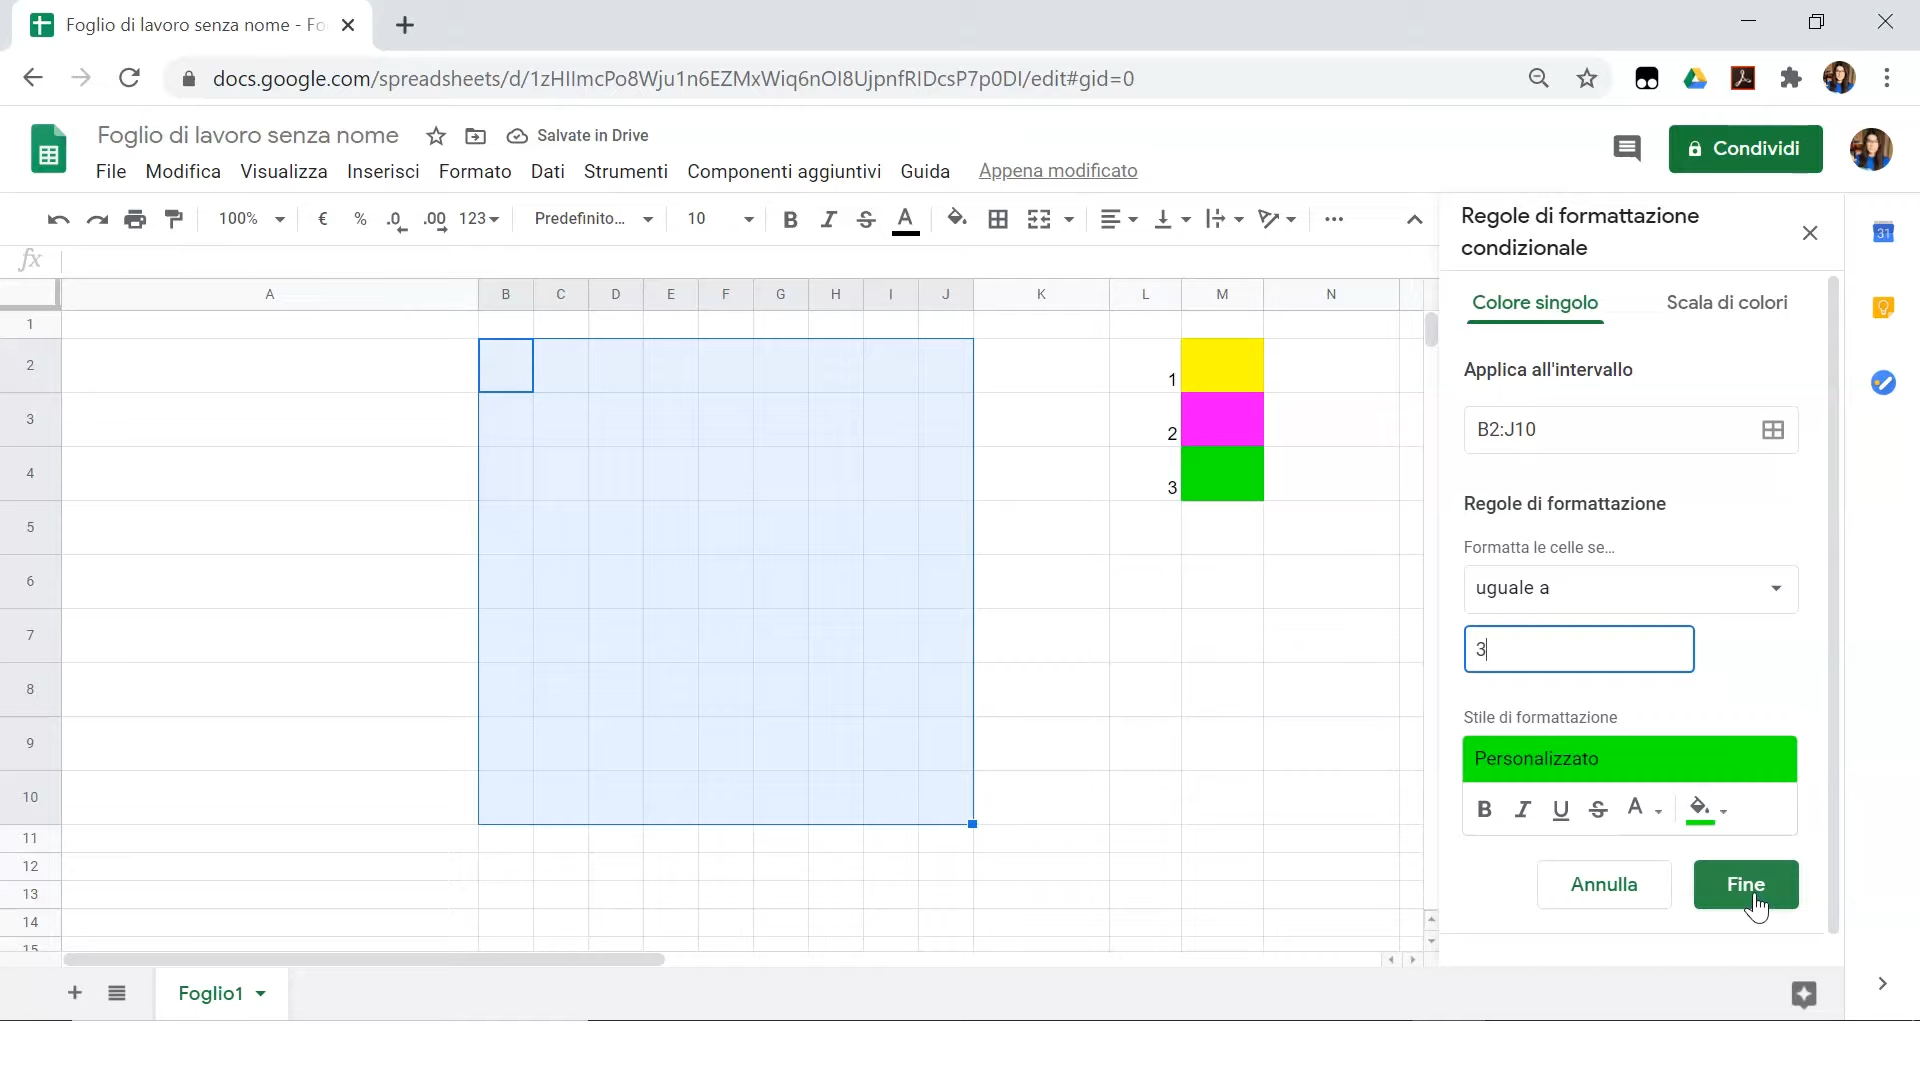 Foglio di lavoro senza nome - Fo
docs.google.com/spreadsheets/d/1zHIImcPo8Wju1n6EZMxWiq6nOI8UjpnfRIDcsP7p0DI/edit#gid=0
Foglio di lavoro senza nome
Salvate in Drive
Condividi
File Modifica Visualizza Inserisci Formato Dati Strumenti Componenti aggiuntivi Guida Appena modificato
100% € % .0 .00 123 Predefinito... 10 B I S A
fx
A B C D E F G H I J K L M N
1
2
3
4
5
6
7
8
9
10
11
12
13
14
15
1
2
3
Foglio1
Regole di formattazione
condizionale
Colore singolo Scala di colori
Applica all'intervallo
B2:J10
Regole di formattazione
Formatta le celle se...
uguale a
3
Stile di formattazione
Personalizzato
B I U S A
Annulla Fine
31